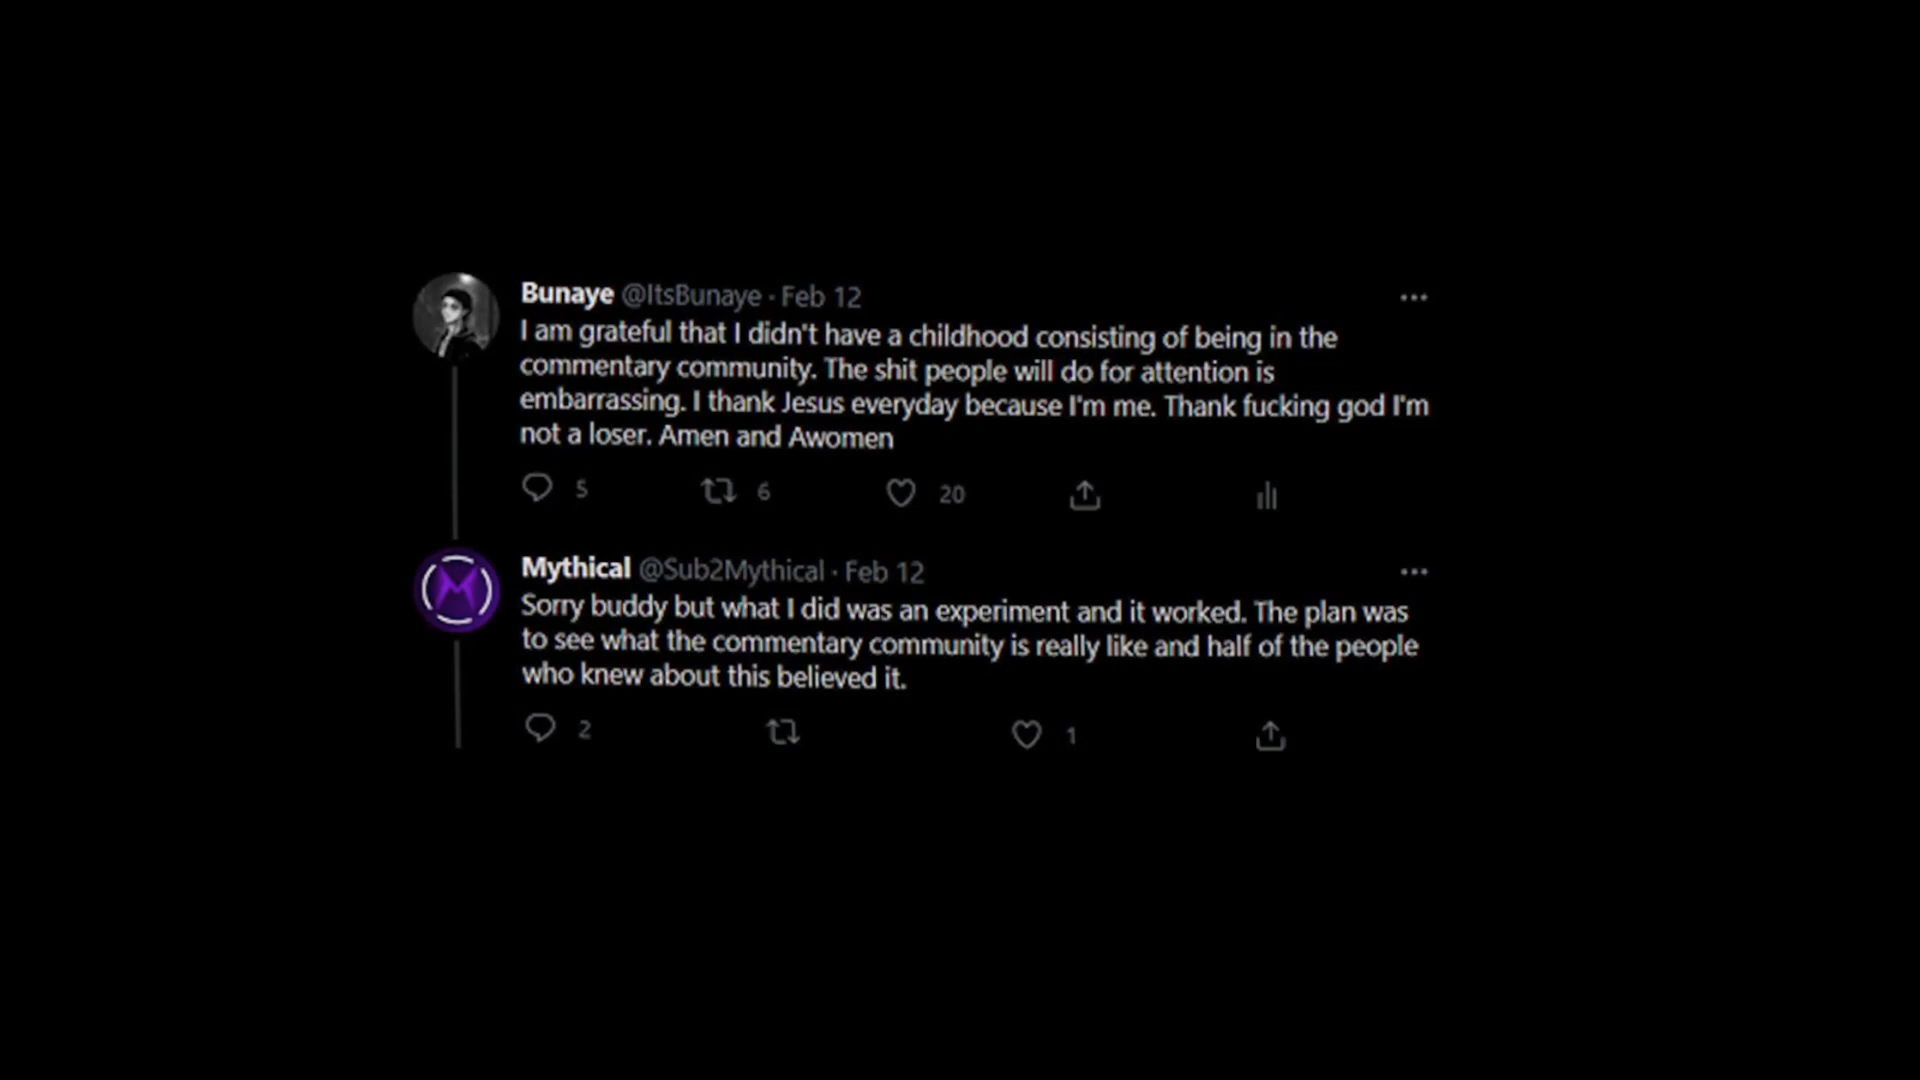 Bunaye @ItsBunaye · Feb 12
I am grateful that I didn't have a childhood consisting of being in the
commentary community. The shit people will do for attention is
embarrassing. I thank Jesus everyday because I'm me. Thank fucking god I'm
not a loser. Amen and Awomen
5 6 20
Mythical @Sub2Mythical · Feb 12
Sorry buddy but what I did was an experiment and it worked. The plan was
to see what the commentary community is really like and half of the people
who knew about this believed it.
2 1